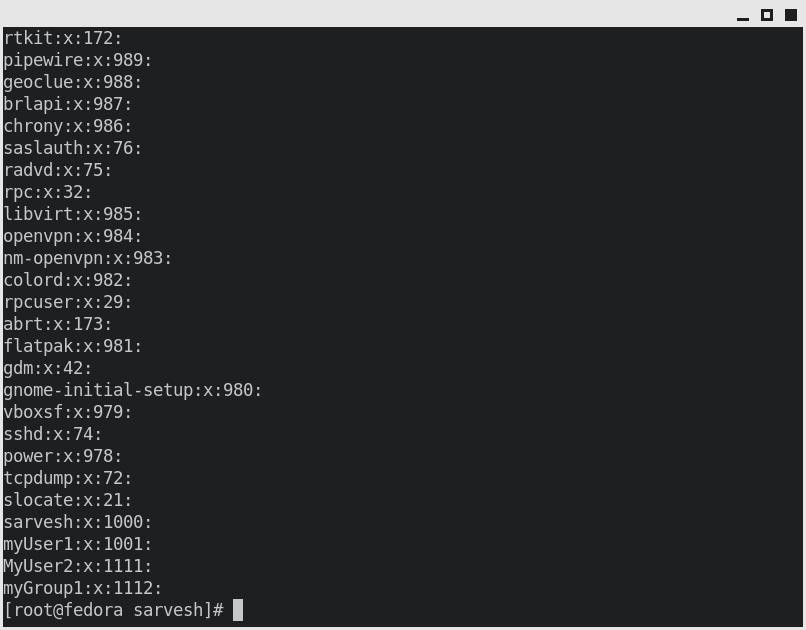 rtkit:x:172:
pipewire:x:989:
geoclue:x:988:
brlapi:x:987:
chrony:x:986:
saslauth:x:76:
radvd:x:75:
rpc:x:32:
libvirt:x:985:
openvpn:x:984:
nm-openvpn:x:983:
colord:x:982:
rpcuser:x:29:
abrt:x:173:
flatpak:x:981:
gdm:x:42:
gnome-initial-setup:x:980:
vboxsf:x:979:
sshd:x:74:
power:x:978:
tcpdump:x:72:
slocate:x:21:
sarvesh:x:1000:
myUser1:x:1001:
MyUser2:x:1111:
myGroup1:x:1112:
[root@fedora sarvesh]#